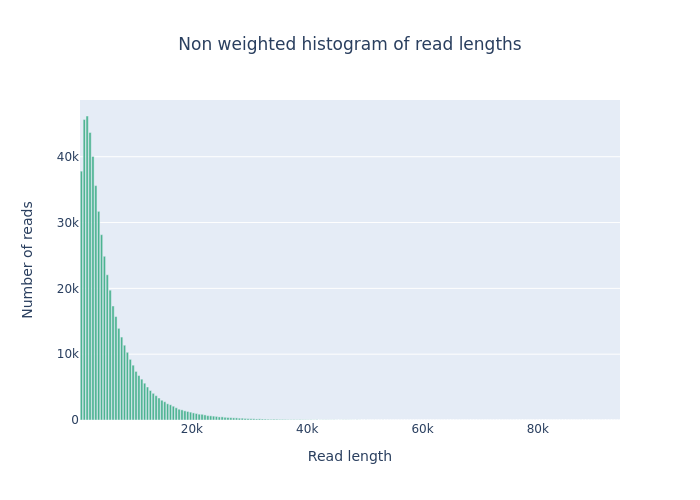 Non weighted histogram of read lengths
Number of reads
40k
30k
20k
10k
0
20k
40k
60k
80k
Read length